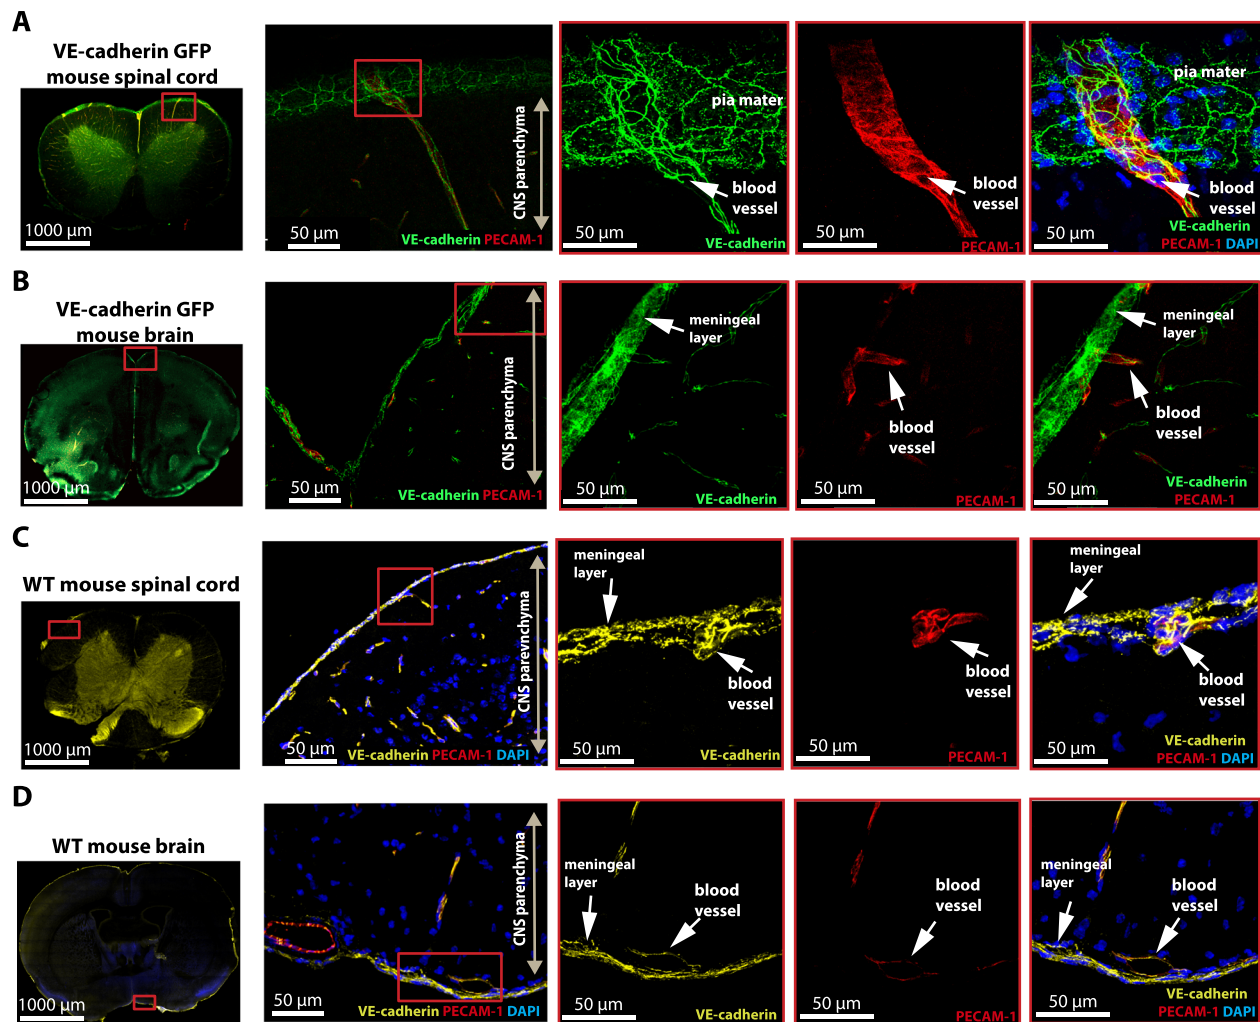 A
VE-cadherin GFP
mouse spinal cord
1000 µm
CNS parenchyma
50 µm
VE-cadherin PECAM-1
pia mater
blood
vessel
50 µm
VE-cadherin
blood
vessel
50 µm
PECAM-1
pia mater
blood
vessel
50 µm
VE-cadherin
PECAM-1 DAPI
B
VE-cadherin GFP
mouse brain
1000 µm
CNS parenchyma
50 µm
VE-cadherin PECAM-1
meningeal
layer
50 µm
VE-cadherin
blood
vessel
50 µm
PECAM-1
meningeal
layer
blood
vessel
50 µm
VE-cadherin
PECAM-1
C
WT mouse spinal cord
1000 µm
CNS parevnchyma
50 µm
VE-cadherin PECAM-1 DAPI
meningeal
layer
blood
vessel
50 µm
VE-cadherin
blood
vessel
50 µm
PECAM-1
meningeal
layer
blood
vessel
50 µm
VE-cadherin
PECAM-1 DAPI
D
WT mouse brain
1000 µm
CNS parenchyma
50 µm
VE-cadherin PECAM-1 DAPI
meningeal
layer
blood
vessel
50 µm
VE-cadherin
blood
vessel
50 µm
PECAM-1
meningeal
layer
blood
vessel
50 µm
VE-cadherin
PECAM-1 DAPI